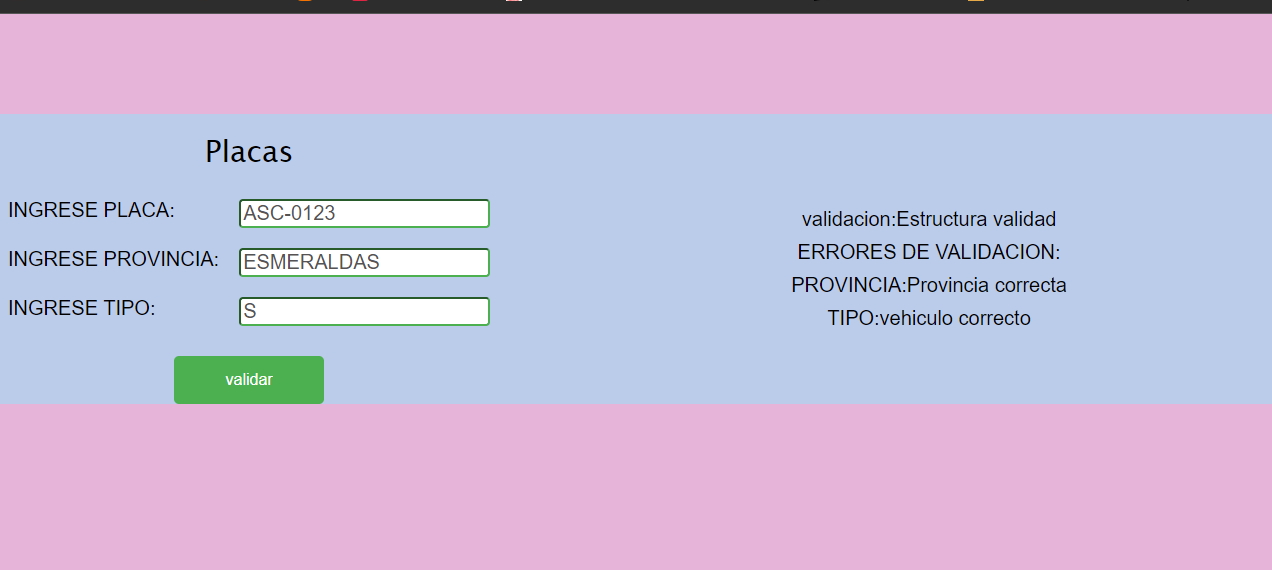 Placas
INGRESE PLACA:
ASC-0123
INGRESE PROVINCIA:
ESMERALDAS
INGRESE TIPO:
S
validar
validacion:Estructura validad
ERRORES DE VALIDACION:
PROVINCIA:Provincia correcta
TIPO:vehiculo correcto